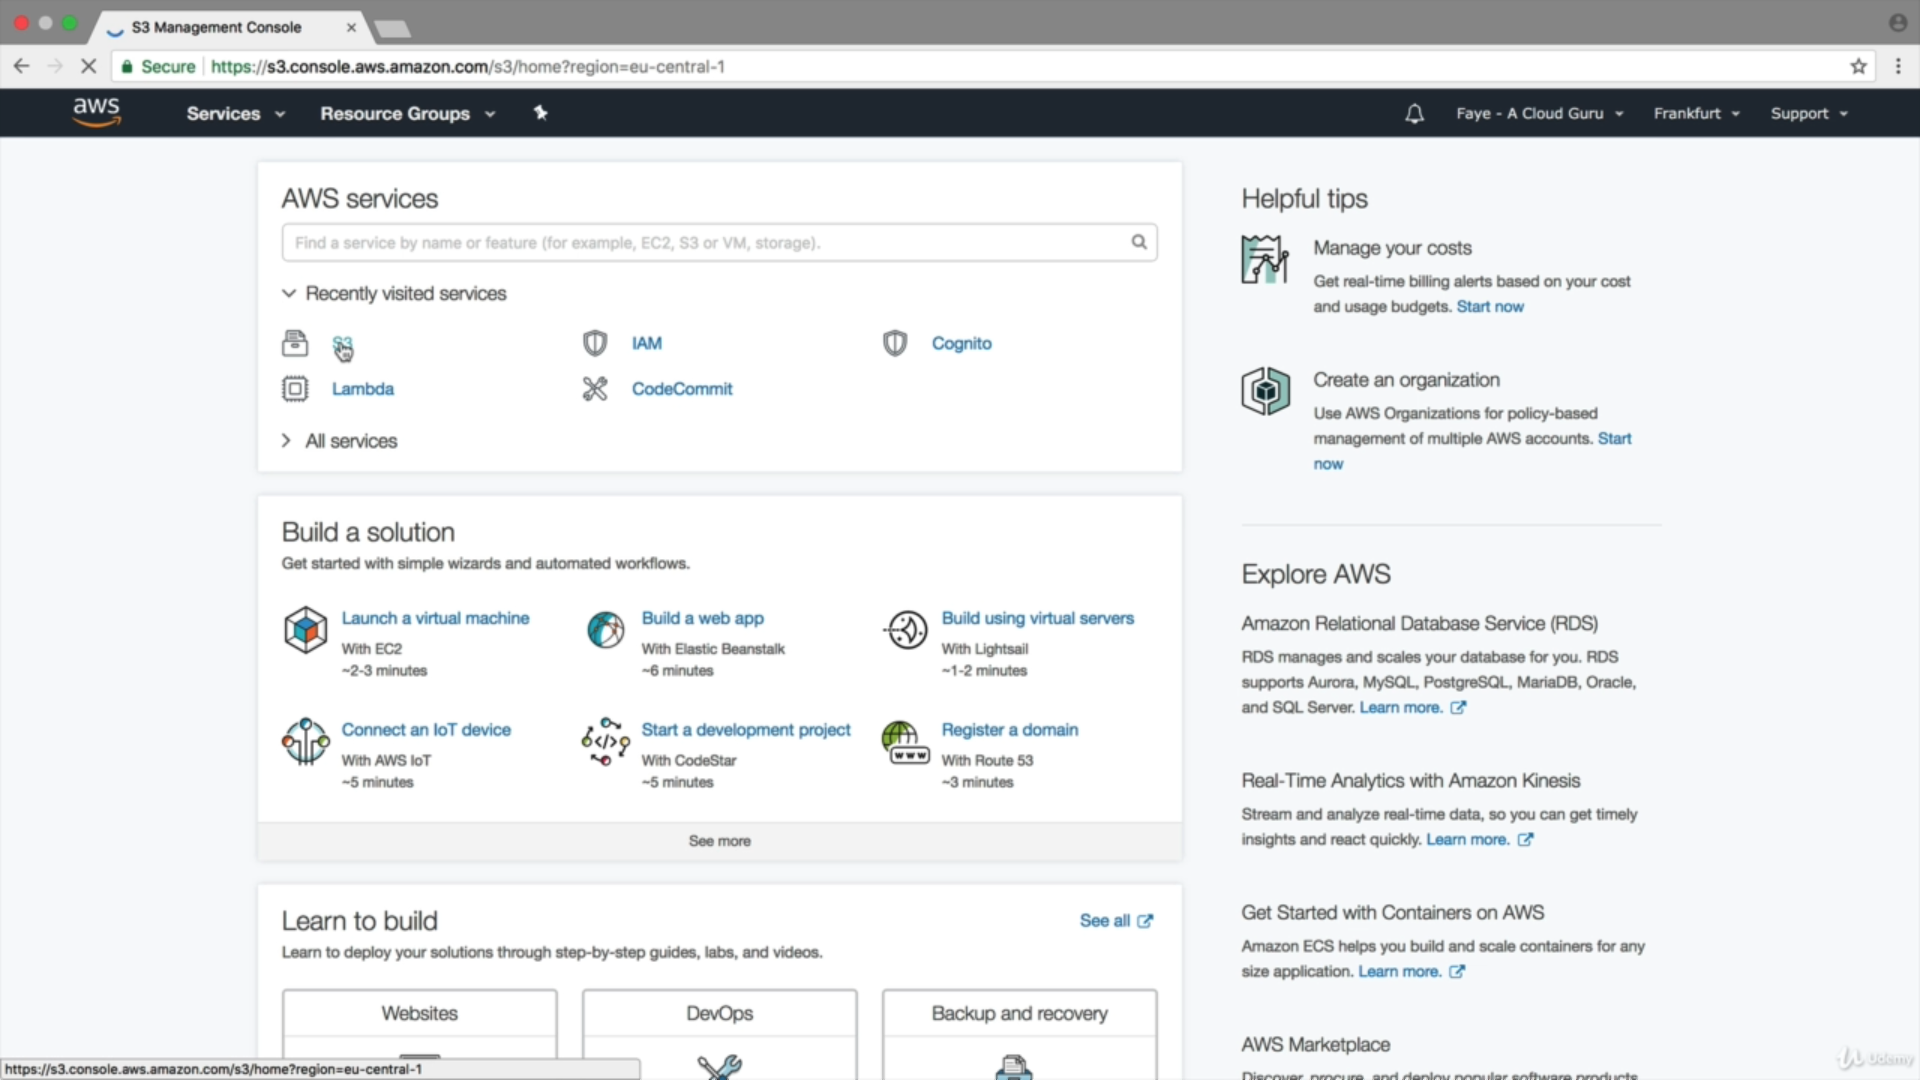 S3 Management Console
Secure https://s3.console.aws.amazon.com/s3/home?region=eu-central-1
aws Services Resource Groups Faye - A Cloud Guru Frankfurt Support
AWS services
Find a service by name or feature (for example, EC2, S3 or VM, storage).
Recently visited services
S3 IAM Cognito
Lambda CodeCommit
All services
Build a solution
Get started with simple wizards and automated workflows.
Launch a virtual machine
With EC2
~2-3 minutes
Build a web app
With Elastic Beanstalk
~6 minutes
Build using virtual servers
With Lightsail
~1-2 minutes
Connect an IoT device
With AWS IoT
~5 minutes
Start a development project
With CodeStar
~5 minutes
Register a domain
With Route 53
~3 minutes
www
See more
Learn to build
See all
Learn to deploy your solutions through step-by-step guides, labs, and videos.
Websites DevOps Backup and recovery
Helpful tips
Manage your costs
Get real-time billing alerts based on your cost
and usage budgets. Start now
Create an organization
Use AWS Organizations for policy-based
management of multiple AWS accounts. Start
now
Explore AWS
Amazon Relational Database Service (RDS)
RDS manages and scales your database for you. RDS
supports Aurora, MySQL, PostgreSQL, MariaDB, Oracle,
and SQL Server. Learn more.
Real-Time Analytics with Amazon Kinesis
Stream and analyze real-time data, so you can get timely
insights and react quickly. Learn more.
Get Started with Containers on AWS
Amazon ECS helps you build and scale containers for any
size application. Learn more.
AWS Marketplace
Discover, procure, and deploy popular software products
https://s3.console.aws.amazon.com/s3/home?region=eu-central-1
Udemy